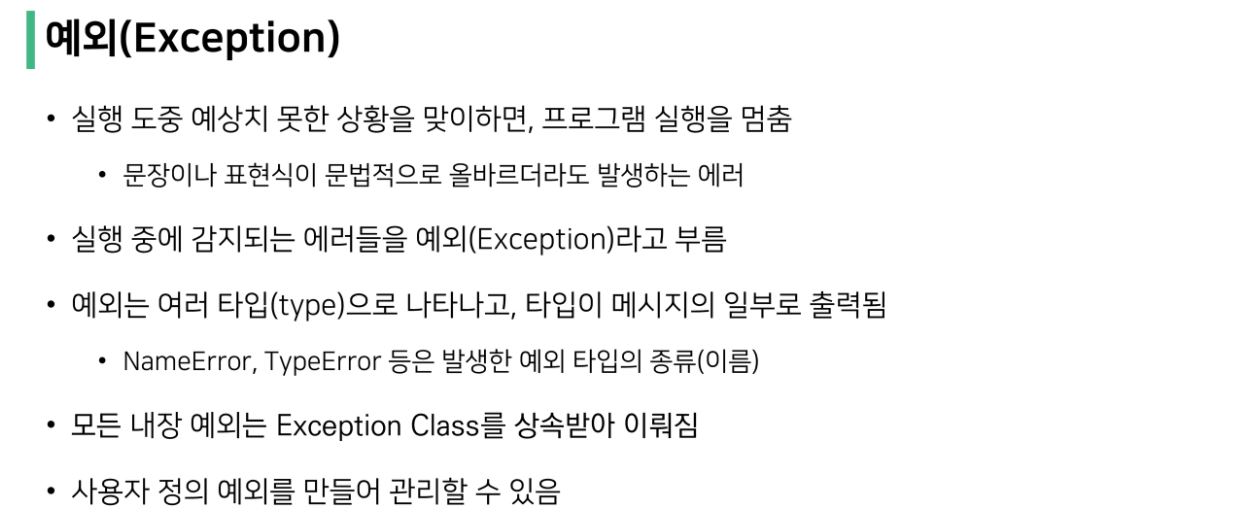 예외(Exception)
• 실행 도중 예상치 못한 상황을 맞이하면, 프로그램 실행을 멈춤
• 문장이나 표현식이 문법적으로 올바르더라도 발생하는 에러
• 실행 중에 감지되는 에러들을 예외(Exception)라고 부름
• 예외는 여러 타입(type)으로 나타나고, 타입이 메시지의 일부로 출력됨
• NameError, TypeError 등은 발생한 예외 타입의 종류(이름)
• 모든 내장 예외는 Exception Class를 상속받아 이뤄짐
• 사용자 정의 예외를 만들어 관리할 수 있음